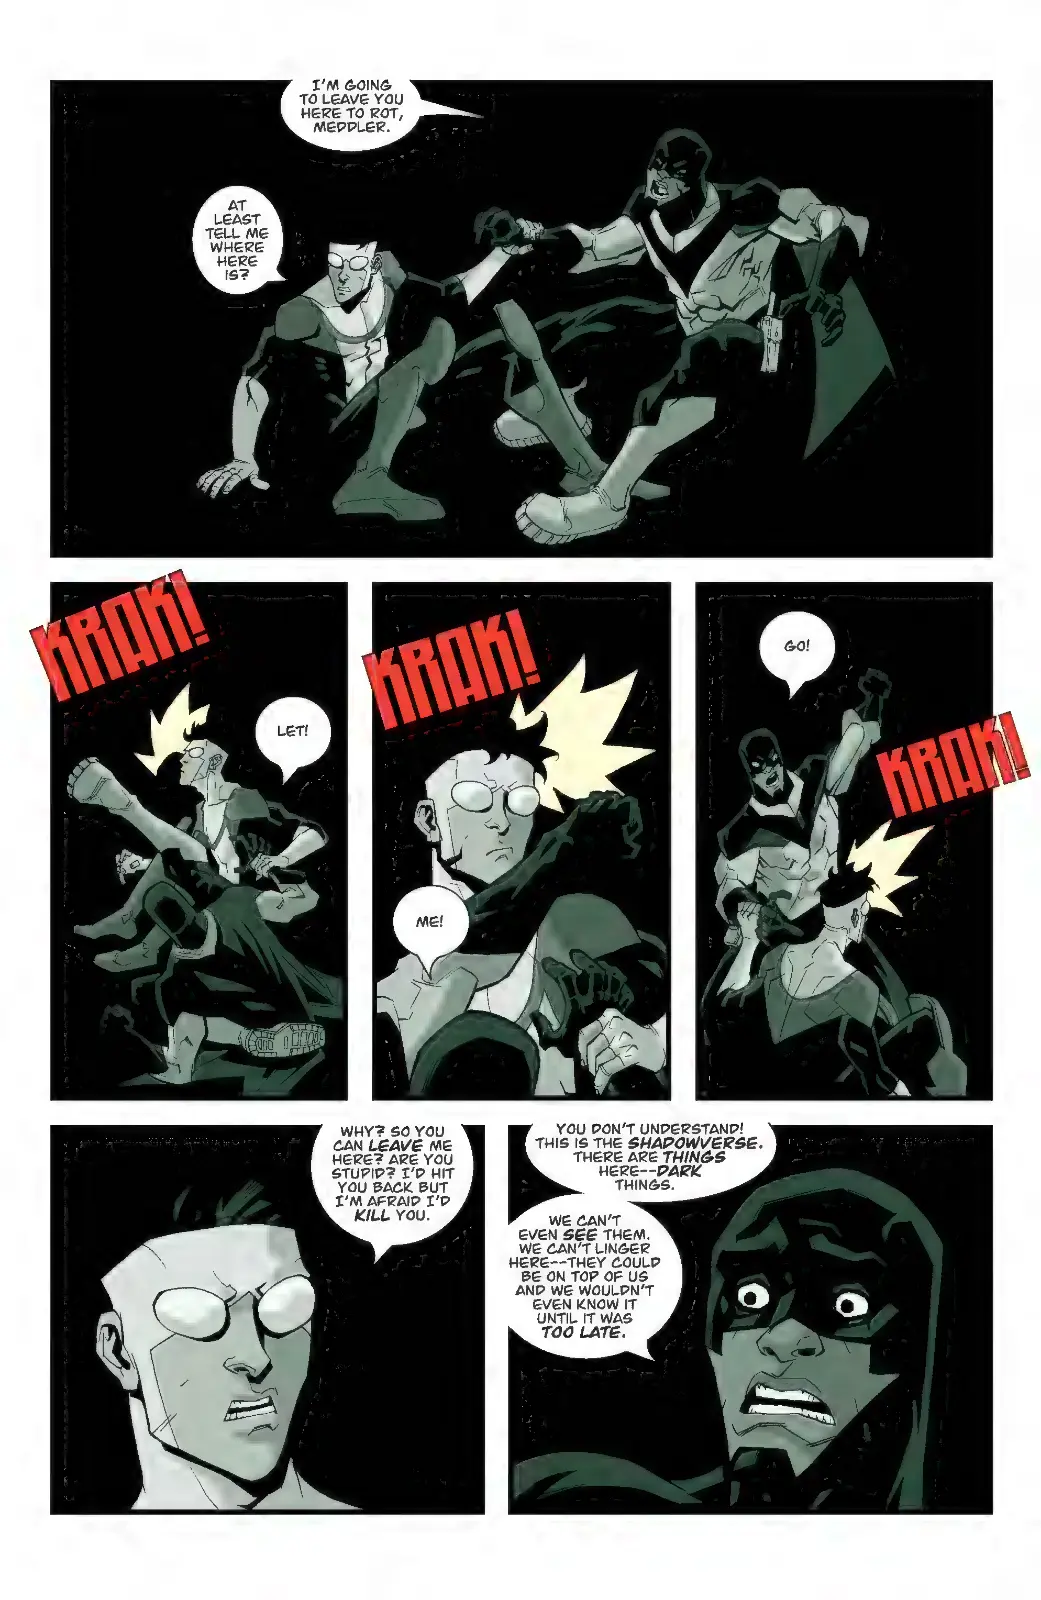 I'M GOING
TO LEAVE YOU
HERE TO ROT,
MEDDLER.
AT
LEAST
TELL ME
WHERE
HERE
IS?
KRAK!
LET!
KRAK!
ME!
GO!
KRAK!
WHY? SO YOU
CAN LEAVE ME
HERE? ARE YOU
STUPID? I'D HIT
YOU BACK BUT
I'M AFRAID I'D
KILL YOU.
YOU DON'T UNDERSTAND!
THIS IS THE SHADOWVERSE.
THERE ARE THINGS
HERE--DARK
THINGS.
WE CAN'T
EVEN SEE THEM.
WE CAN'T LINGER
HERE--THEY COULD
BE ON TOP OF US
AND WE WOULDN'T
EVEN KNOW IT
UNTIL IT WAS
TOO LATE.